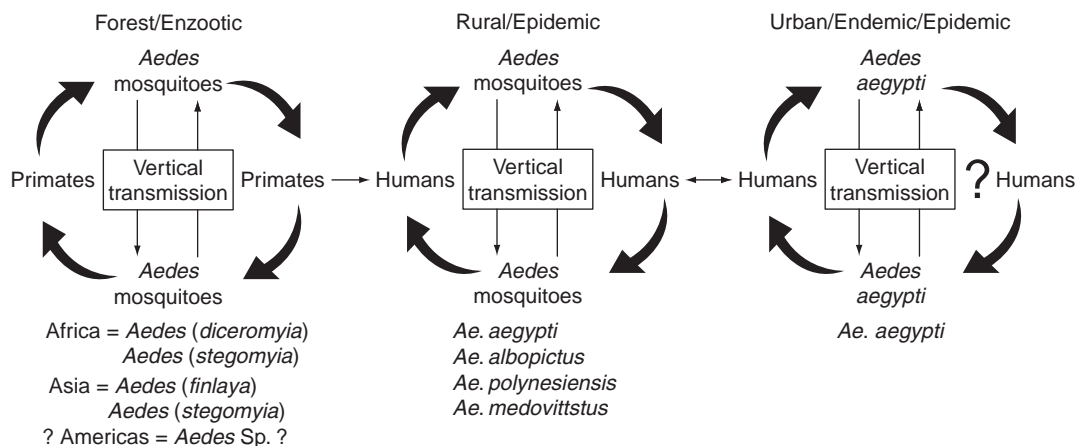 Forest/Enzootic
Aedes
mosquitoes
Primates
Vertical
transmission
Primates
Aedes
mosquitoes
Africa = Aedes (diceromyia)
Aedes (stegomyia)
Asia = Aedes (finlaya)
Aedes (stegomyia)
? Americas = Aedes Sp. ?
Rural/Epidemic
Aedes
mosquitoes
Humans
Vertical
transmission
Humans
Aedes
mosquitoes
Ae. aegypti
Ae. albopictus
Ae. polynesiensis
Ae. medovittstus
Urban/Endemic/Epidemic
Aedes
aegypti
Humans
Vertical
transmission
? Humans
Aedes
aegypti
Ae. aegypti